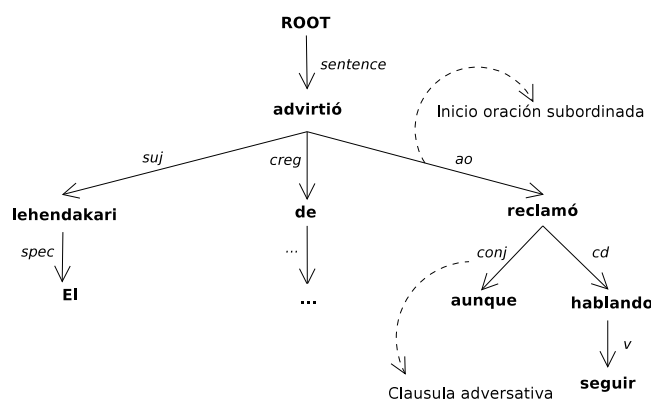 ROOT
sentence
advirtió
Inicio oración subordinada
suj
creg
ao
lehendakari
de
reclamó
spec
...
conj
cd
El
...
aunque
hablando
v
Clausula adversativa
seguir